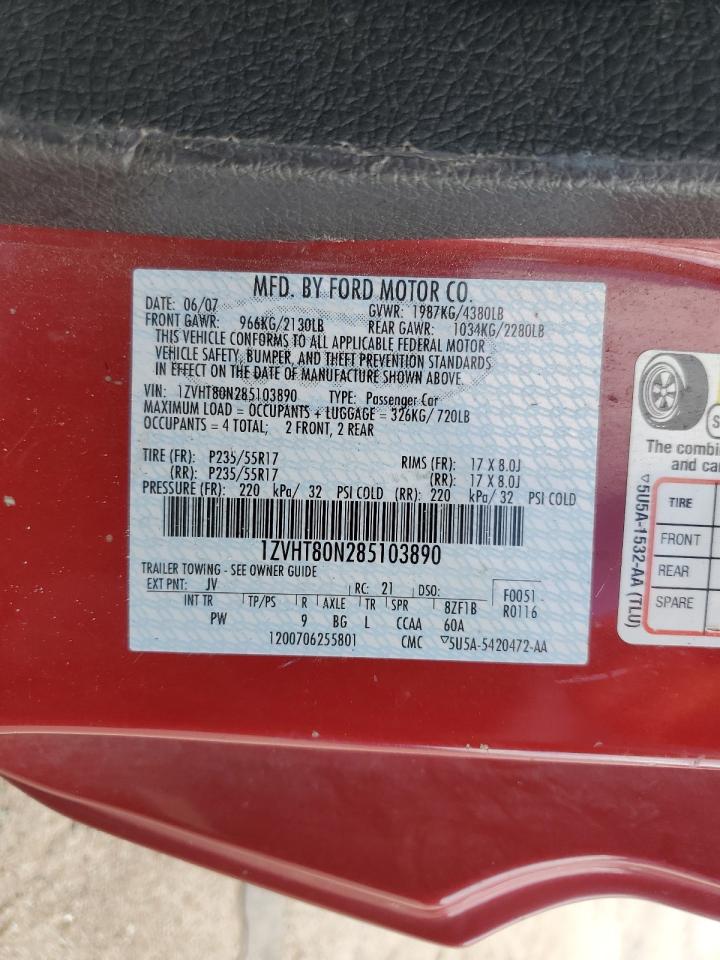 MFD. BY FORD MOTOR CO.
DATE: 06/07 GVWR: 1987KG/4380LB
FRONT GAWR: 966KG/2130LB REAR GAWR: 1034KG/2280LB
THIS VEHICLE CONFORMS TO ALL APPLICABLE FEDERAL MOTOR
VEHICLE SAFETY, BUMPER, AND THEFT PREVENTION STANDARDS
IN EFFECT ON THE DATE OF MANUFACTURE SHOWN ABOVE.
VIN: 1ZVHT80N285103890 TYPE: Passenger Car
MAXIMUM LOAD = OCCUPANTS + LUGGAGE = 326KG/ 720LB
OCCUPANTS = 4 TOTAL; 2 FRONT, 2 REAR
TIRE (FR): P235/55R17 RIMS (FR): 17 X 8.0J
(RR): P235/55R17 (RR): 17 X 8.0J
PRESSURE (FR): 220 kPa/ 32 PSI COLD (RR): 220 kPa/ 32 PSI COLD
1ZVHT80N285103890
TRAILER TOWING - SEE OWNER GUIDE
EXT PNT: JV RC: 21 DSO: F0051
INT TR TP/PS R AXLE TR SPR 8ZF1B R0116
PW 9 BG L CCAA 60A
1200706255801 CMC ▽5U5A-5420472-AA
The combi
and ca
TIRE
FRONT
REAR
SPARE
▽5U5A-1532-AA (TLU)